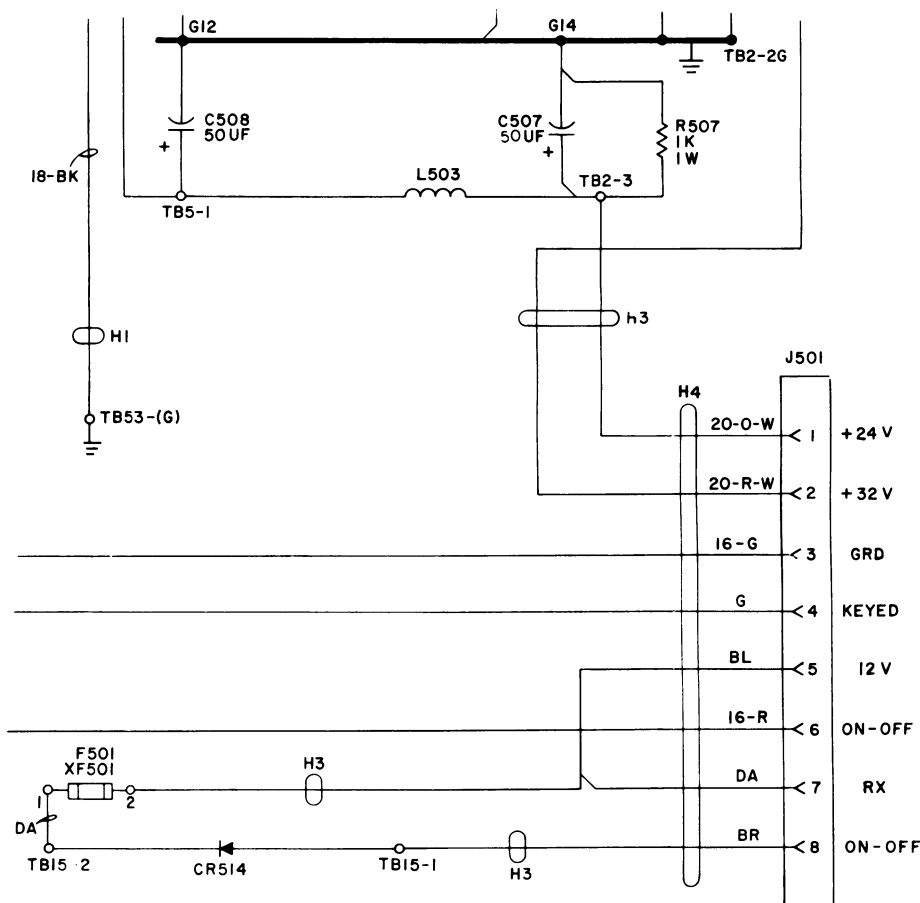 G12
G14
TB2-2G
C508
50UF
+
C507
50UF
+
R507
1K
1W
18-BK
L503
TB2-3
TB5-1
h3
H1
J501
H4
TB53-(G)
20-O-W
1
+24V
20-R-W
2
+32V
16-G
3
GRD
G
4
KEYED
BL
5
12V
16-R
6
ON-OFF
F501
XF501
H3
DA
7
RX
1
2
DA
BR
8
ON-OFF
TB15-2
CR514
TB15-1
H3